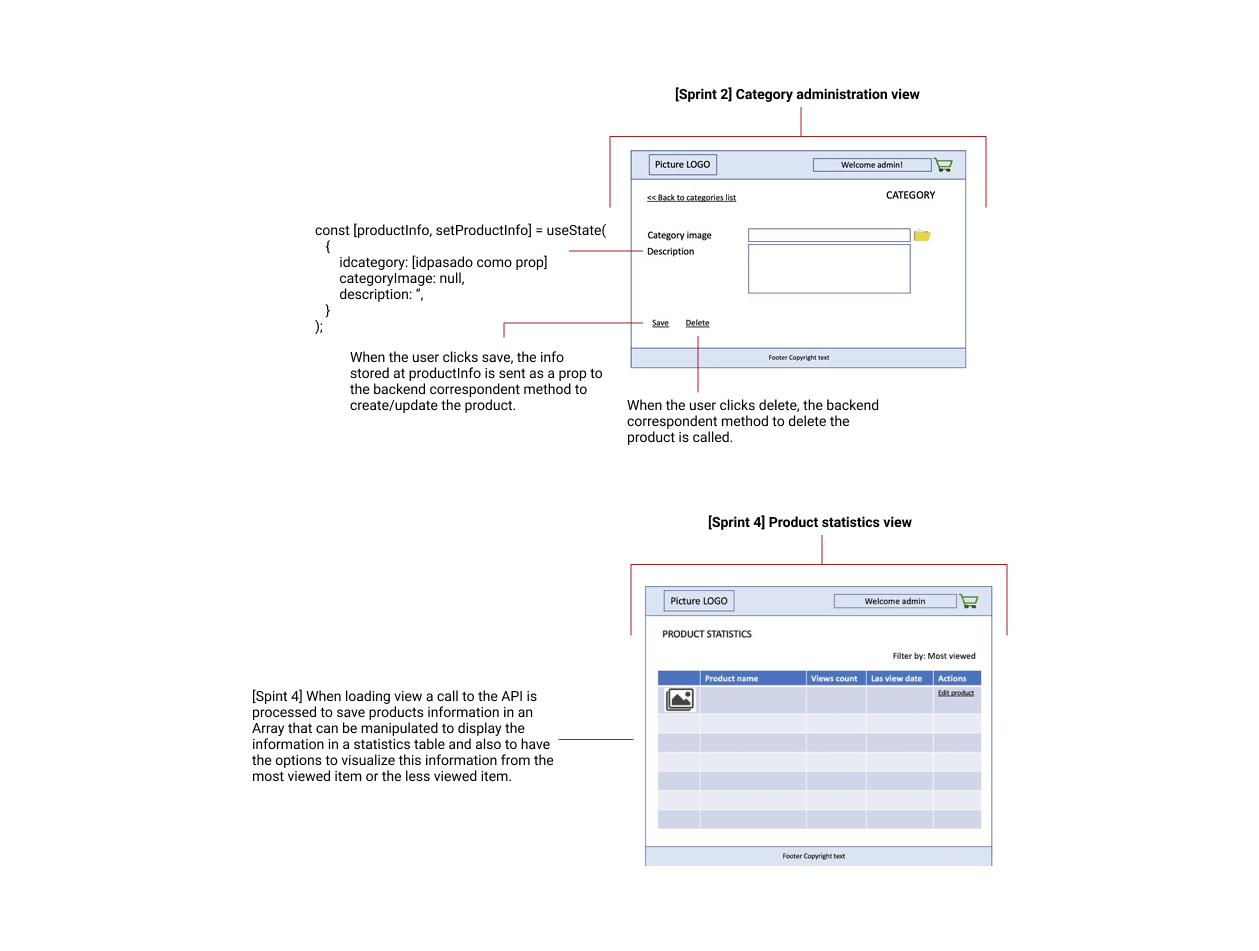 [Sprint 2] Category administration view
Picture LOGO
Welcome admin!
<< Back to categories list
CATEGORY
Category image
Description
Save
Delete
Footer Copyright text
const [productInfo, setProductInfo] = useState(
{
idcategory: [idpasado como prop]
categoryImage: null,
description: ‘’,
}
);
When the user clicks save, the info
stored at productInfo is sent as a prop to
the backend correspondent method to
create/update the product.
When the user clicks delete, the backend
correspondent method to delete the
product is called.
[Sprint 4] Product statistics view
Picture LOGO
Welcome admin
PRODUCT STATISTICS
Filter by: Most viewed
Product name Views count Las view date Actions
Edit product
Footer Copyright text
[Spint 4] When loading view a call to the API is
processed to save products information in an
Array that can be manipulated to display the
information in a statistics table and also to have
the options to visualize this information from the
most viewed item or the less viewed item.